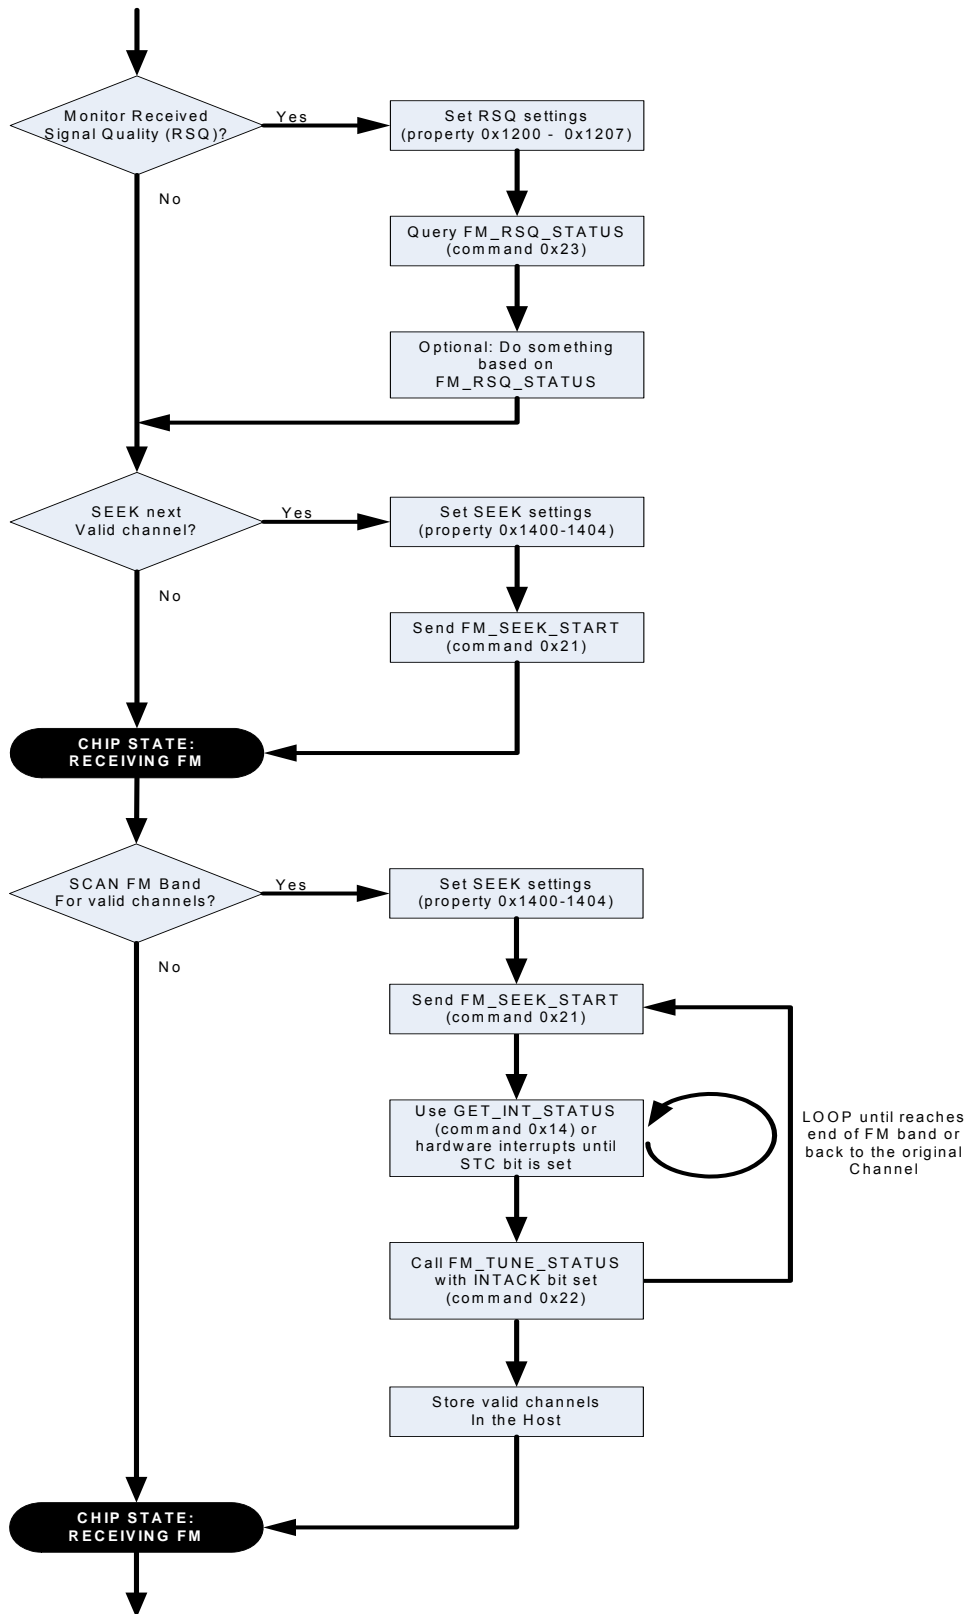 Monitor Received
Signal Quality (RSQ)?
Yes
Set RSQ settings
(property 0x1200 - 0x1207)
No
Query FM_RSQ_STATUS
(command 0x23)
Optional: Do something
based on
FM_RSQ_STATUS
SEEK next
Valid channel?
Yes
Set SEEK settings
(property 0x1400-1404)
No
Send FM_SEEK_START
(command 0x21)
CHIP STATE:
RECEIVING FM
SCAN FM Band
For valid channels?
Yes
Set SEEK settings
(property 0x1400-1404)
No
Send FM_SEEK_START
(command 0x21)
Use GET_INT_STATUS
(command 0x14) or
hardware interrupts until
STC bit is set
LOOP until reaches
end of FM band or
back to the original
Channel
Call FM_TUNE_STATUS
with INTACK bit set
(command 0x22)
Store valid channels
In the Host
CHIP STATE:
RECEIVING FM